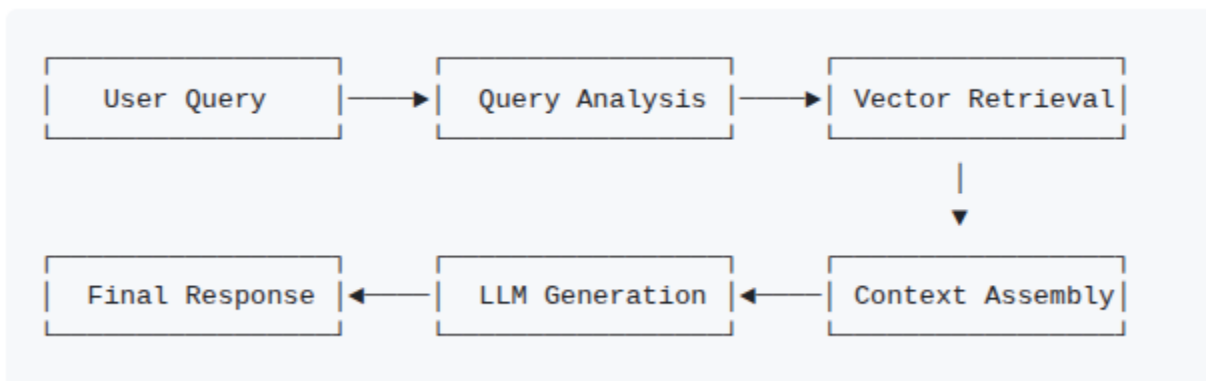 User Query Query Analysis Vector Retrieval
Final Response LLM Generation Context Assembly